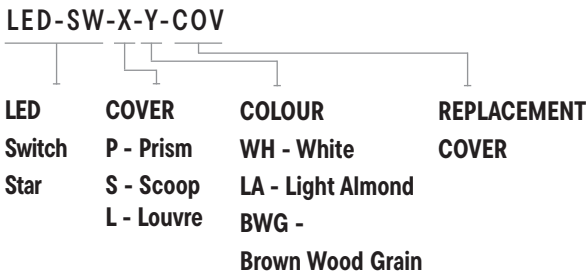 LED-SW-X-Y-COV
LED
Switch
Star
COVER
P - Prism
S - Scoop
L - Louvre
COLOUR
WH - White
LA - Light Almond
BWG -
Brown Wood Grain
REPLACEMENT
COVER